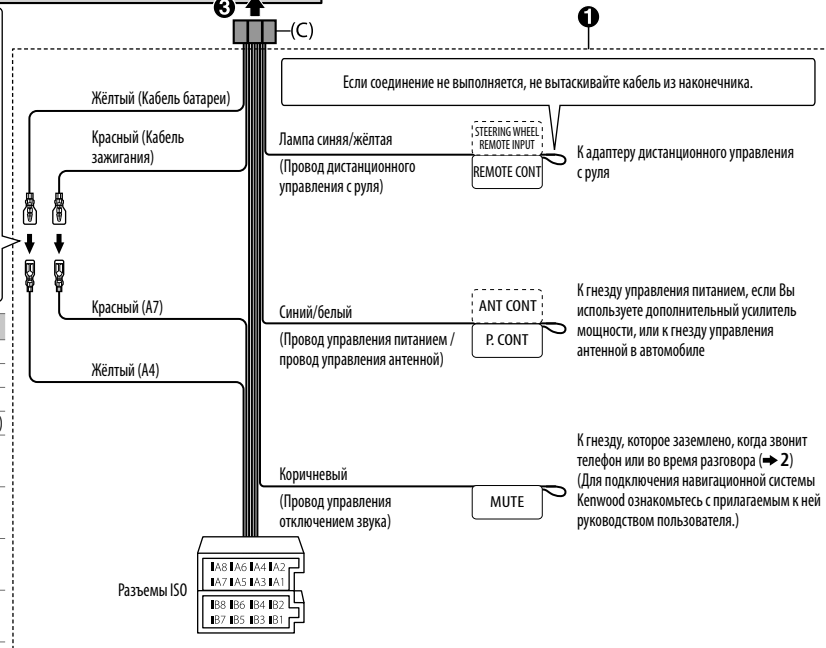 3
(C)
1
Если соединение не выполняется, не вытаскивайте кабель из наконечника.
Жёлтый (Кабель батареи)
Красный (Кабель
зажигания)
Лампа синяя/жёлтая
(Провод дистанционного
управления с руля)
STEERING WHEEL
REMOTE INPUT
REMOTE CONT
К адаптеру дистанционного управления
с руля
Красный (A7)
Жёлтый (A4)
Синий/белый
(Провод управления питанием /
провод управления антенной)
ANT CONT
P. CONT
К гнезду управления питанием, если Вы
используете дополнительный усилитель
мощности, или к гнезду управления
антенной в автомобиле
Коричневый
(Провод управления
отключением звука)
MUTE
К гнезду, которое заземлено, когда звонит
телефон или во время разговора (➡ 2)
(Для подключения навигационной системы
Kenwood ознакомьтесь с прилагаемым к ней
руководством пользователя.)
Разъемы ISO
A8 A6 A4 A2
A7 A5 A3 A1
B8 B6 B4 B2
B7 B5 B3 B1
)